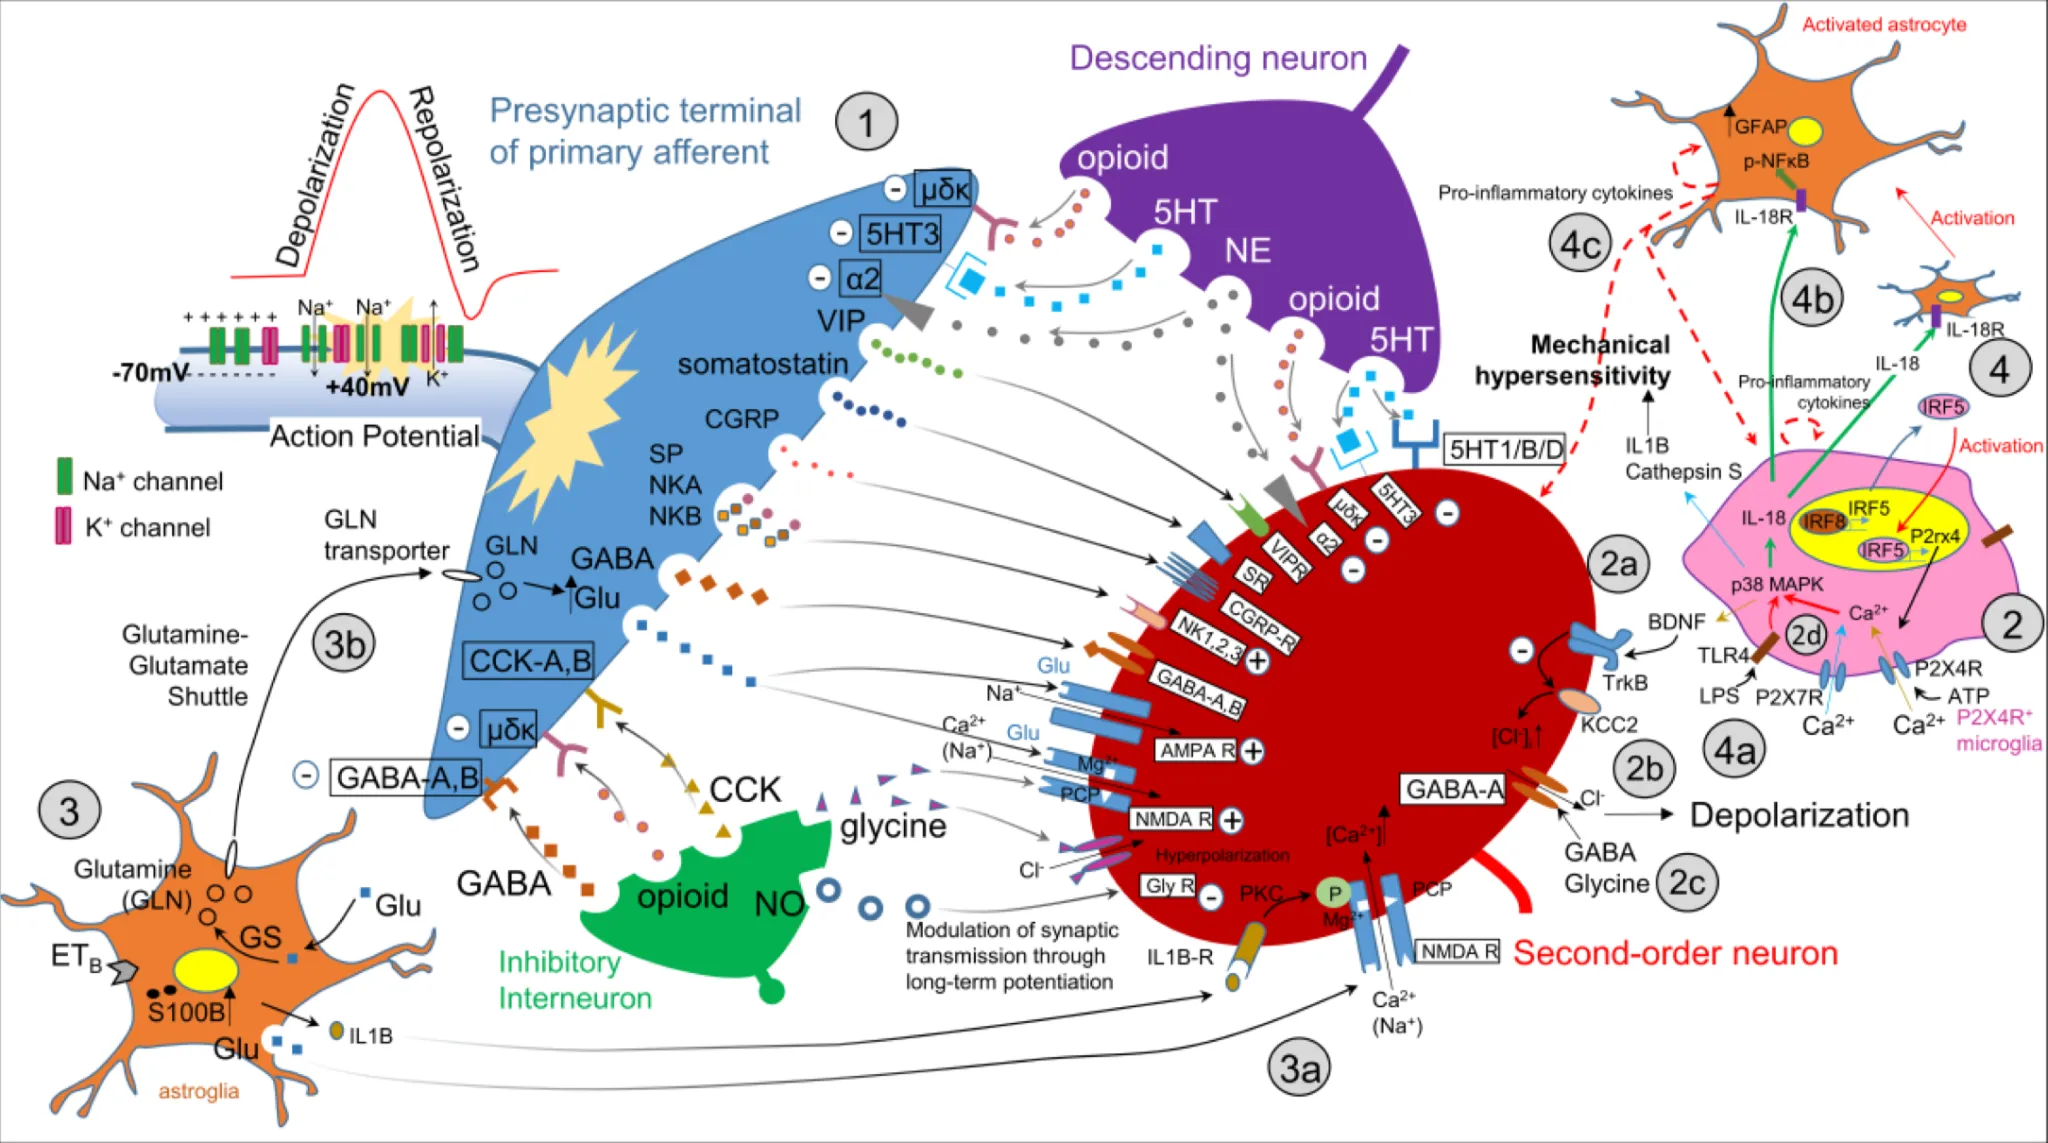 Depolarization
Repolarization
+ + + + + +
Na⁺
Na⁺
-70mV
+40mV
K⁺
Action Potential
Na⁺ channel
K⁺ channel
Presynaptic terminal
of primary afferent
1
Descending neuron
opioid
5HT
NE
opioid
5HT
- μδκ
- 5HT3
- α2
VIP
somatostatin
CGRP
SP
NKA
NKB
GABA
GLN
Glu
GLN
transporter
3b
Glutamine-
Glutamate
Shuttle
CCK-A,B
- μδκ
- GABA-A,B
3
Glutamine
(GLN)
Glu
GS
ET_B
S100B
IL1B
Glu
astroglia
GABA
opioid
CCK
glycine
NO
Inhibitory
Interneuron
Modulation of synaptic
transmission through
long-term potentiation
5HT1/B/D
5HT3
-
μδκ
-
α2
-
VIPR
SR
CGRP-R
NK1,2,3
+
GABA-A,B
Glu
Na⁺
AMPA R
+
Ca²⁺
(Na⁺)
Glu
Mg²⁺
PCP
NMDA R
+
Cl⁻
Hyperpolarization
Gly R
-
PKC
P
IL1B-R
Mg²⁺
PCP
NMDA R
Ca²⁺
(Na⁺)
3a
[Ca²⁺]
GABA-A
Second-order neuron
2a
-
TrkB
BDNF
KCC2
[Cl⁻]ᵢ
2b
Cl⁻
Depolarization
GABA
Glycine
2c
Activated astrocyte
GFAP
p-NFκB
IL-18R
Pro-inflammatory cytokines
4c
Activation
4b
IL-18R
4
IL-18
Mechanical
hypersensitivity
Pro-inflammatory
cytokines
IRF5
Activation
IL1B
Cathepsin S
IL-18
IRF8
IRF5
IRF5
P2rx4
p38 MAPK
Ca²⁺
2
2d
TLR4
LPS
P2X7R
P2X4R
ATP
Ca²⁺
Ca²⁺
P2X4R⁺
microglia
4a